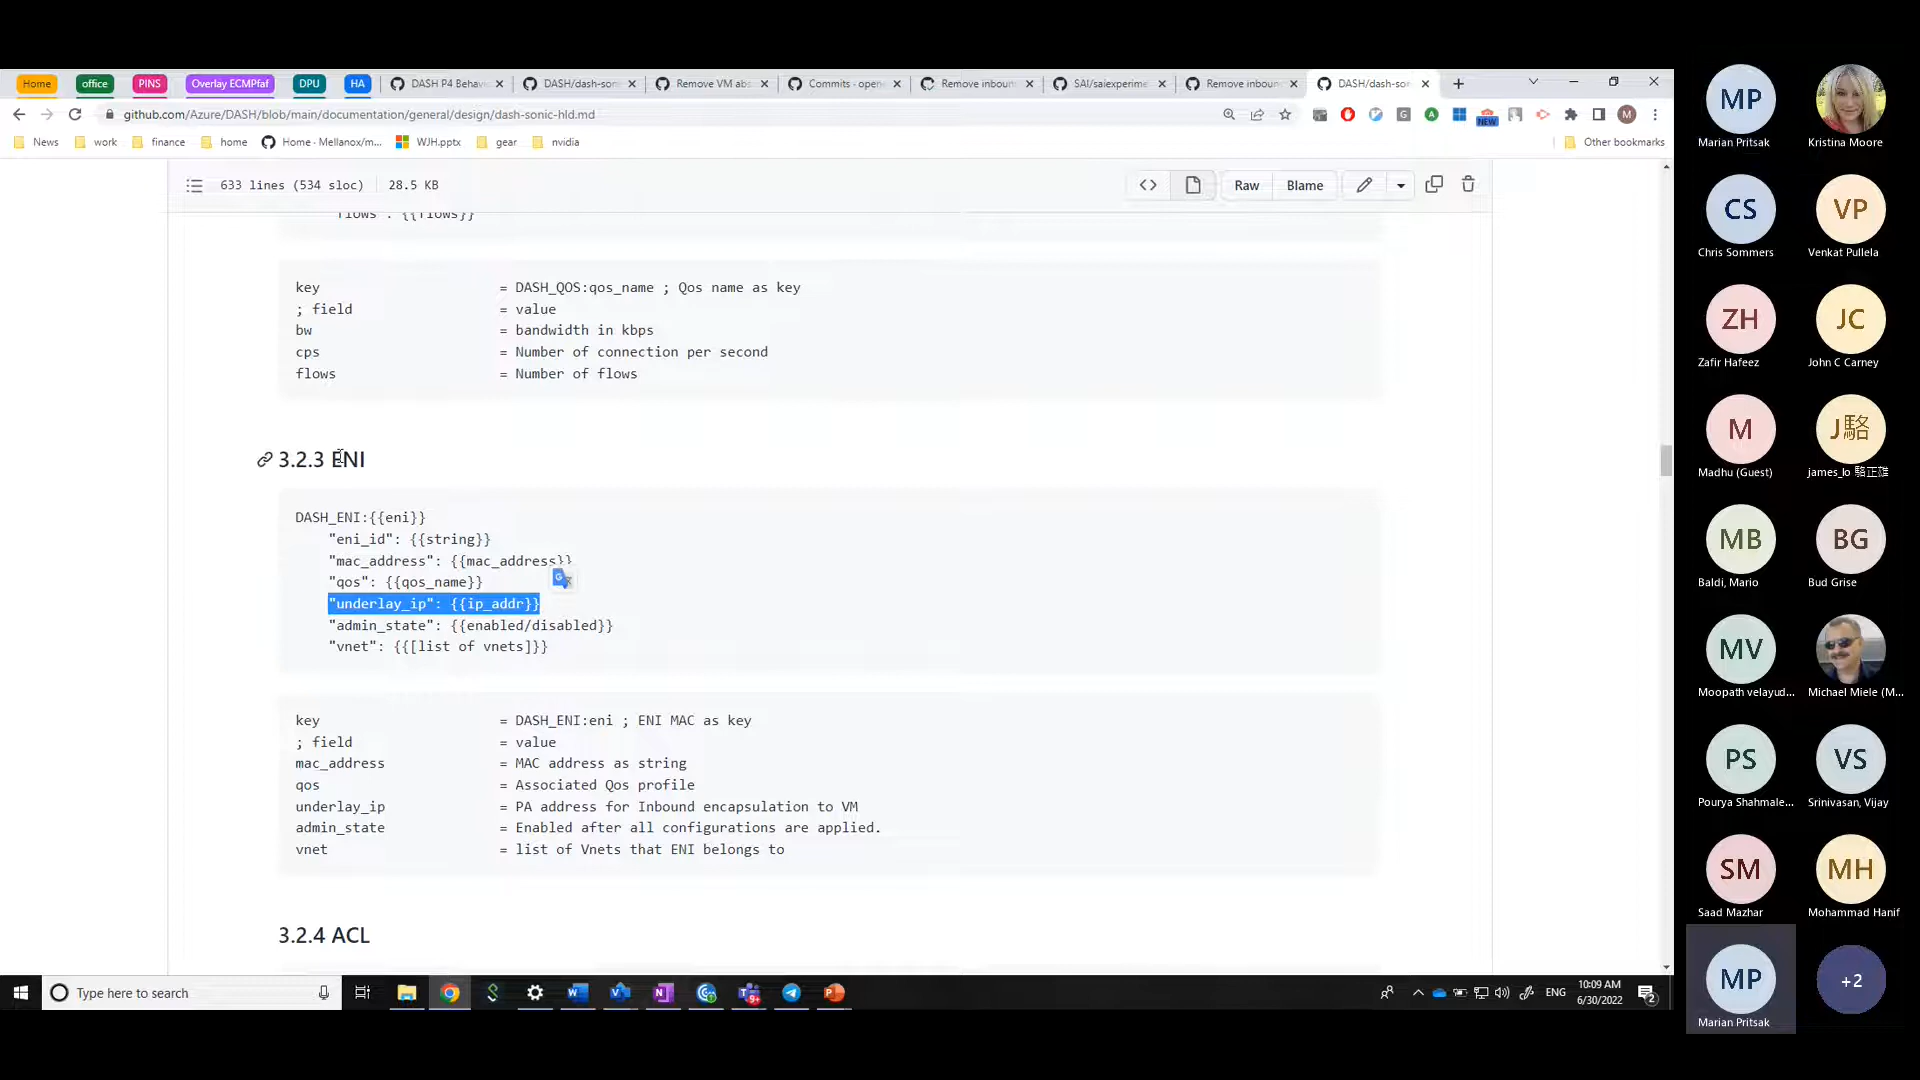 Home
office
PINS
Overlay ECMPfaf
DPU
HA
DASH P4 Behav
DASH/dash-son
Remove VM abs
Commits · open
Remove inboun
SAI/saiexperime
Remove inboun
DASH/dash-son
github.com/Azure/DASH/blob/main/documentation/general/design/dash-sonic-hld.md
NEW
M
News
work
finance
home
Home - Mellanox/m...
WJH.pptx
gear
nvidia
Other bookmarks
633 lines (534 sloc)
28.5 KB
Raw
Blame
flows : {{flows}}
key = DASH_QOS:qos_name ; Qos name as key
; field = value
bw = bandwidth in kbps
cps = Number of connection per second
flows = Number of flows
3.2.3 ENI
DASH_ENI:{{eni}}
"eni_id": {{string}}
"mac_address": {{mac_address}}
"qos": {{qos_name}}
"underlay_ip": {{ip_addr}}
"admin_state": {{enabled/disabled}}
"vnet": {{[list of vnets]}}
key = DASH_ENI:eni ; ENI MAC as key
; field = value
mac_address = MAC address as string
qos = Associated Qos profile
underlay_ip = PA address for Inbound encapsulation to VM
admin_state = Enabled after all configurations are applied.
vnet = list of Vnets that ENI belongs to
3.2.4 ACL
Type here to search
ENG
10:09 AM
6/30/2022
2
MP
Marian Pritsak
Kristina Moore
CS
Chris Sommers
VP
Venkat Pullela
ZH
Zafir Hafeez
JC
John C Carney
M
Madhu (Guest)
J駱
james_lo 駱正雄
MB
Baldi, Mario
BG
Bud Grise
MV
Moopath velayud...
Michael Miele (M...
PS
Pourya Shahmale...
VS
Srinivasan, Vijay
SM
Saad Mazhar
MH
Mohammad Hanif
MP
Marian Pritsak
+2